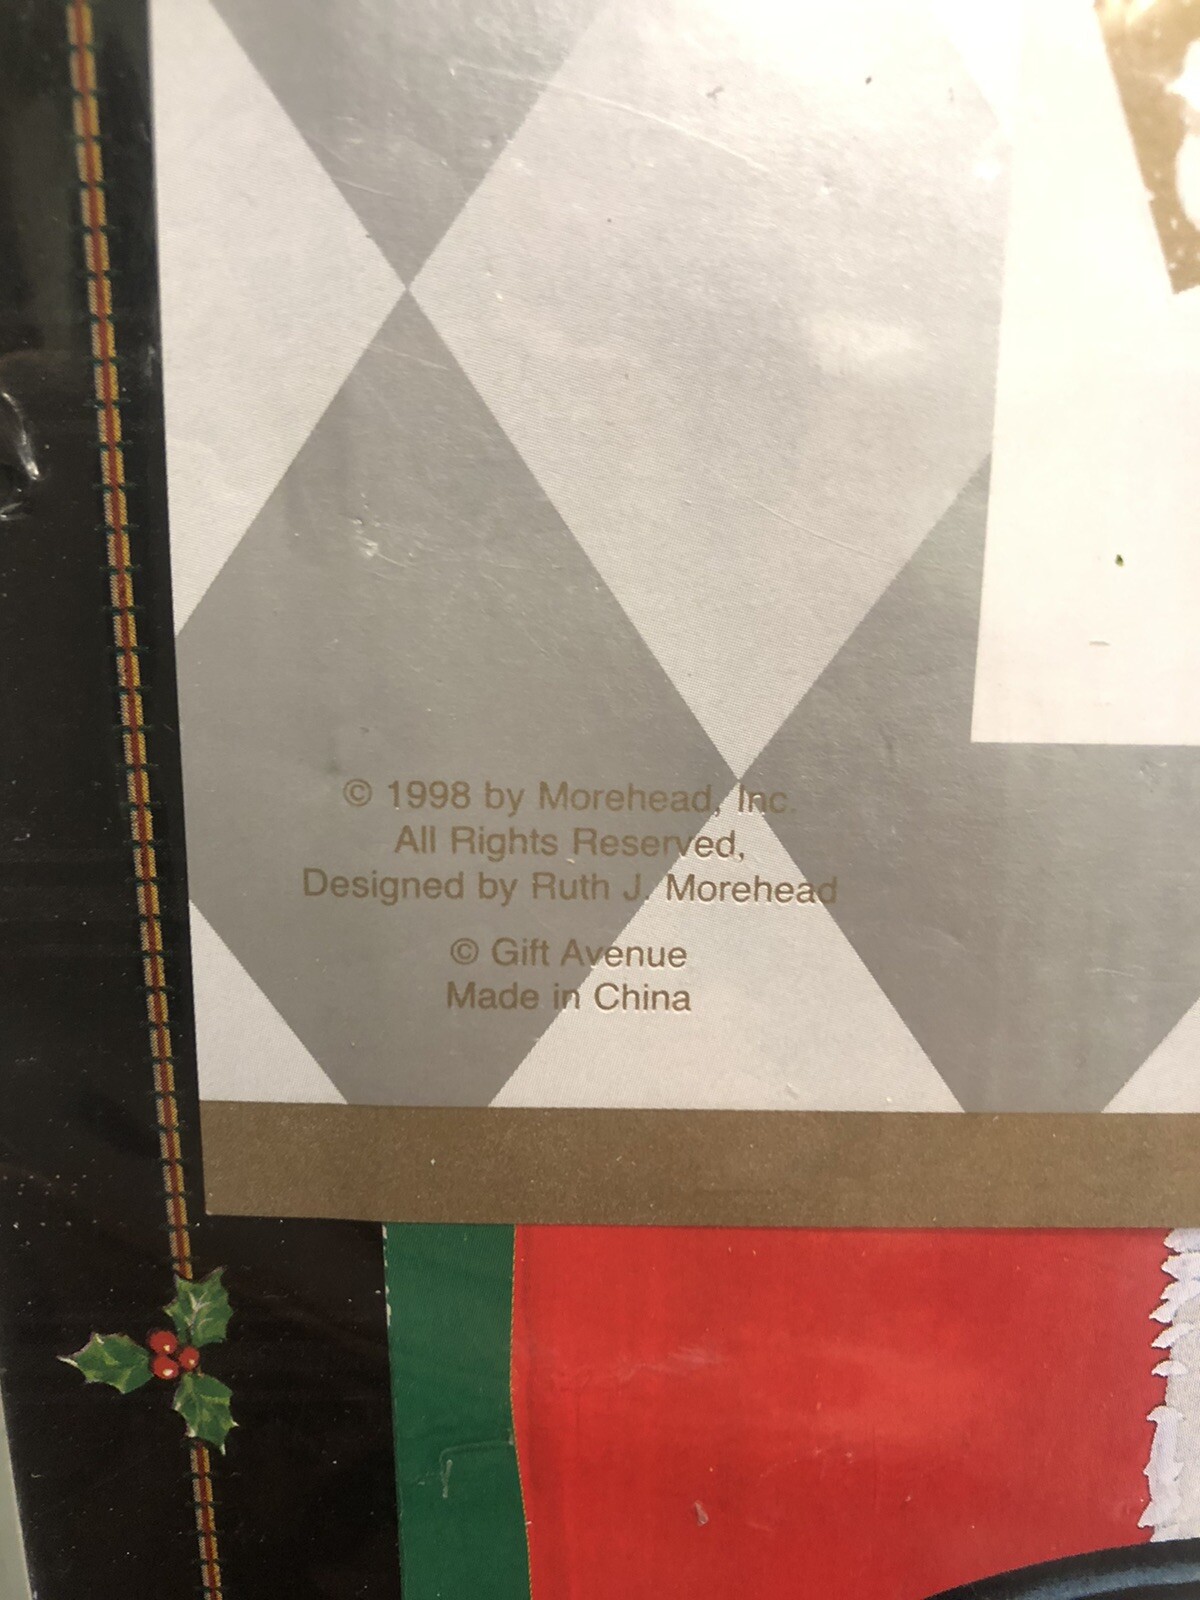 © 1998 by Morehead, Inc.
All Rights Reserved,
Designed by Ruth J. Morehead
© Gift Avenue
Made in China